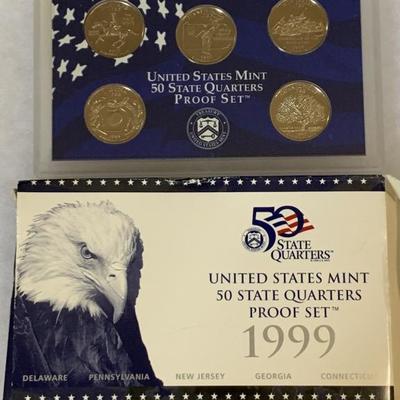 UNITED STATES MINT
50 STATE QUARTERS
PROOF SET™
50
STATE
QUARTERS
UNITED STATES MINT
50 STATE QUARTERS
PROOF SET™
1999
DELAWARE PENNSYLVANIA NEW JERSEY GEORGIA CONNECTICUT